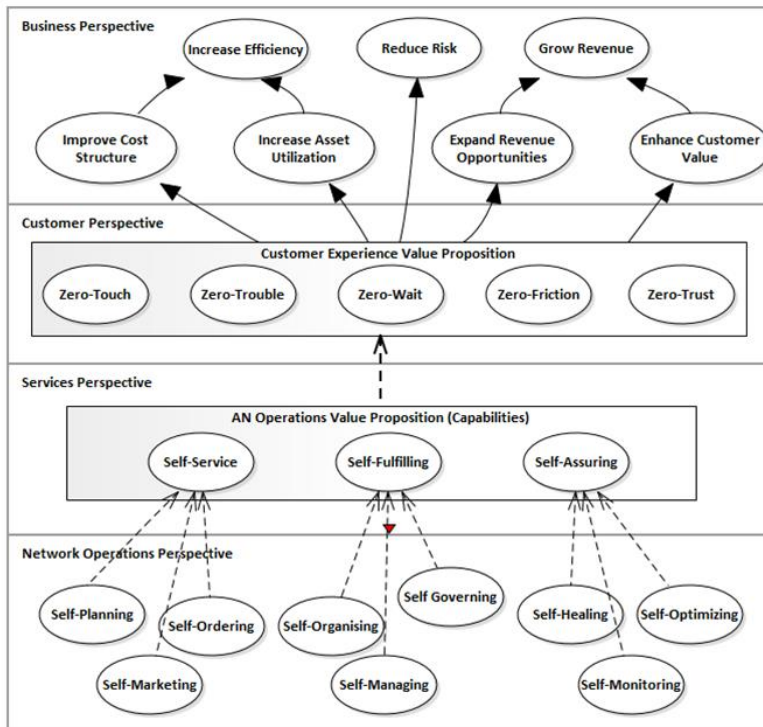 Business Perspective
Increase Efficiency
Reduce Risk
Grow Revenue
Improve Cost
Structure
Increase Asset
Utilization
Expand Revenue
Opportunities
Enhance Customer
Value
Customer Perspective
Customer Experience Value Proposition
Zero-Touch
Zero-Trouble
Zero-Wait
Zero-Friction
Zero-Trust
Services Perspective
AN Operations Value Proposition (Capabilities)
Self-Service
Self-Fulfilling
Self-Assuring
Network Operations Perspective
Self-Planning
Self-Ordering
Self-Marketing
Self-Organising
Self Governing
Self-Managing
Self-Healing
Self-Optimizing
Self-Monitoring